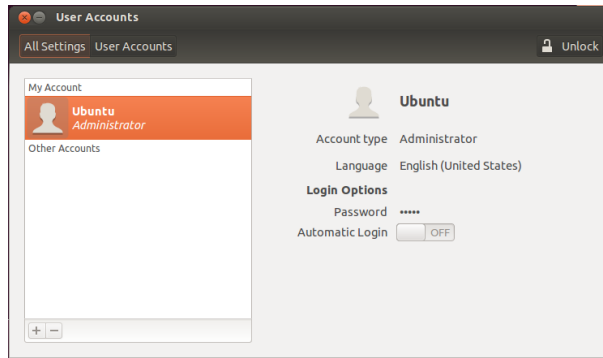 User Accounts
All Settings User Accounts Unlock
My Account
Ubuntu
Administrator
Other Accounts
Ubuntu
Account type Administrator
Language English (United States)
Login Options
Password •••••
Automatic Login OFF